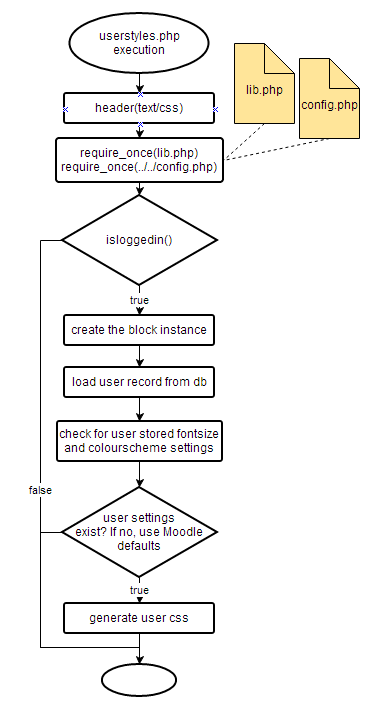 userstyles.php
execution
header(text/css)
lib.php
config.php
require_once(lib.php)
require_once(../../config.php)
isloggedin()
true
create the block instance
load user record from db
check for user stored fontsize
and colourscheme settings
false
user settings
exist? If no, use Moodle
defaults
true
generate user css